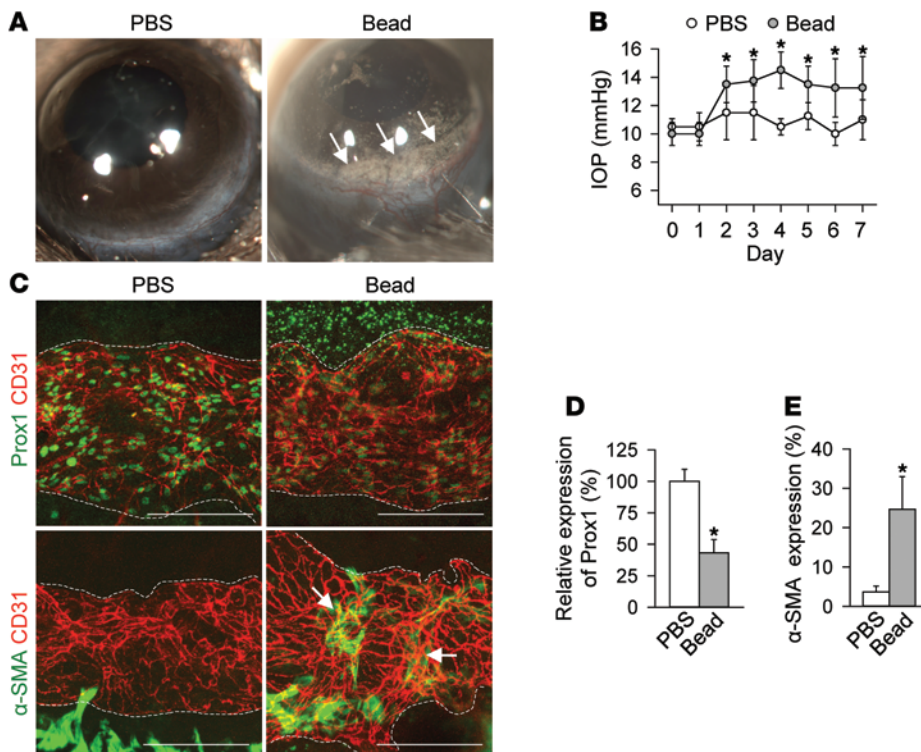 A
PBS
Bead
B
PBS
Bead
IOP (mmHg)
16
14
12
10
8
6
* * * * * *
0 1 2 3 4 5 6 7
Day
C
PBS
Bead
Prox1 CD31
α-SMA CD31
D
Relative expression
of Prox1 (%)
125
100
75
50
25
0
*
PBS
Bead
E
α-SMA expression (%)
40
30
20
10
0
*
PBS
Bead